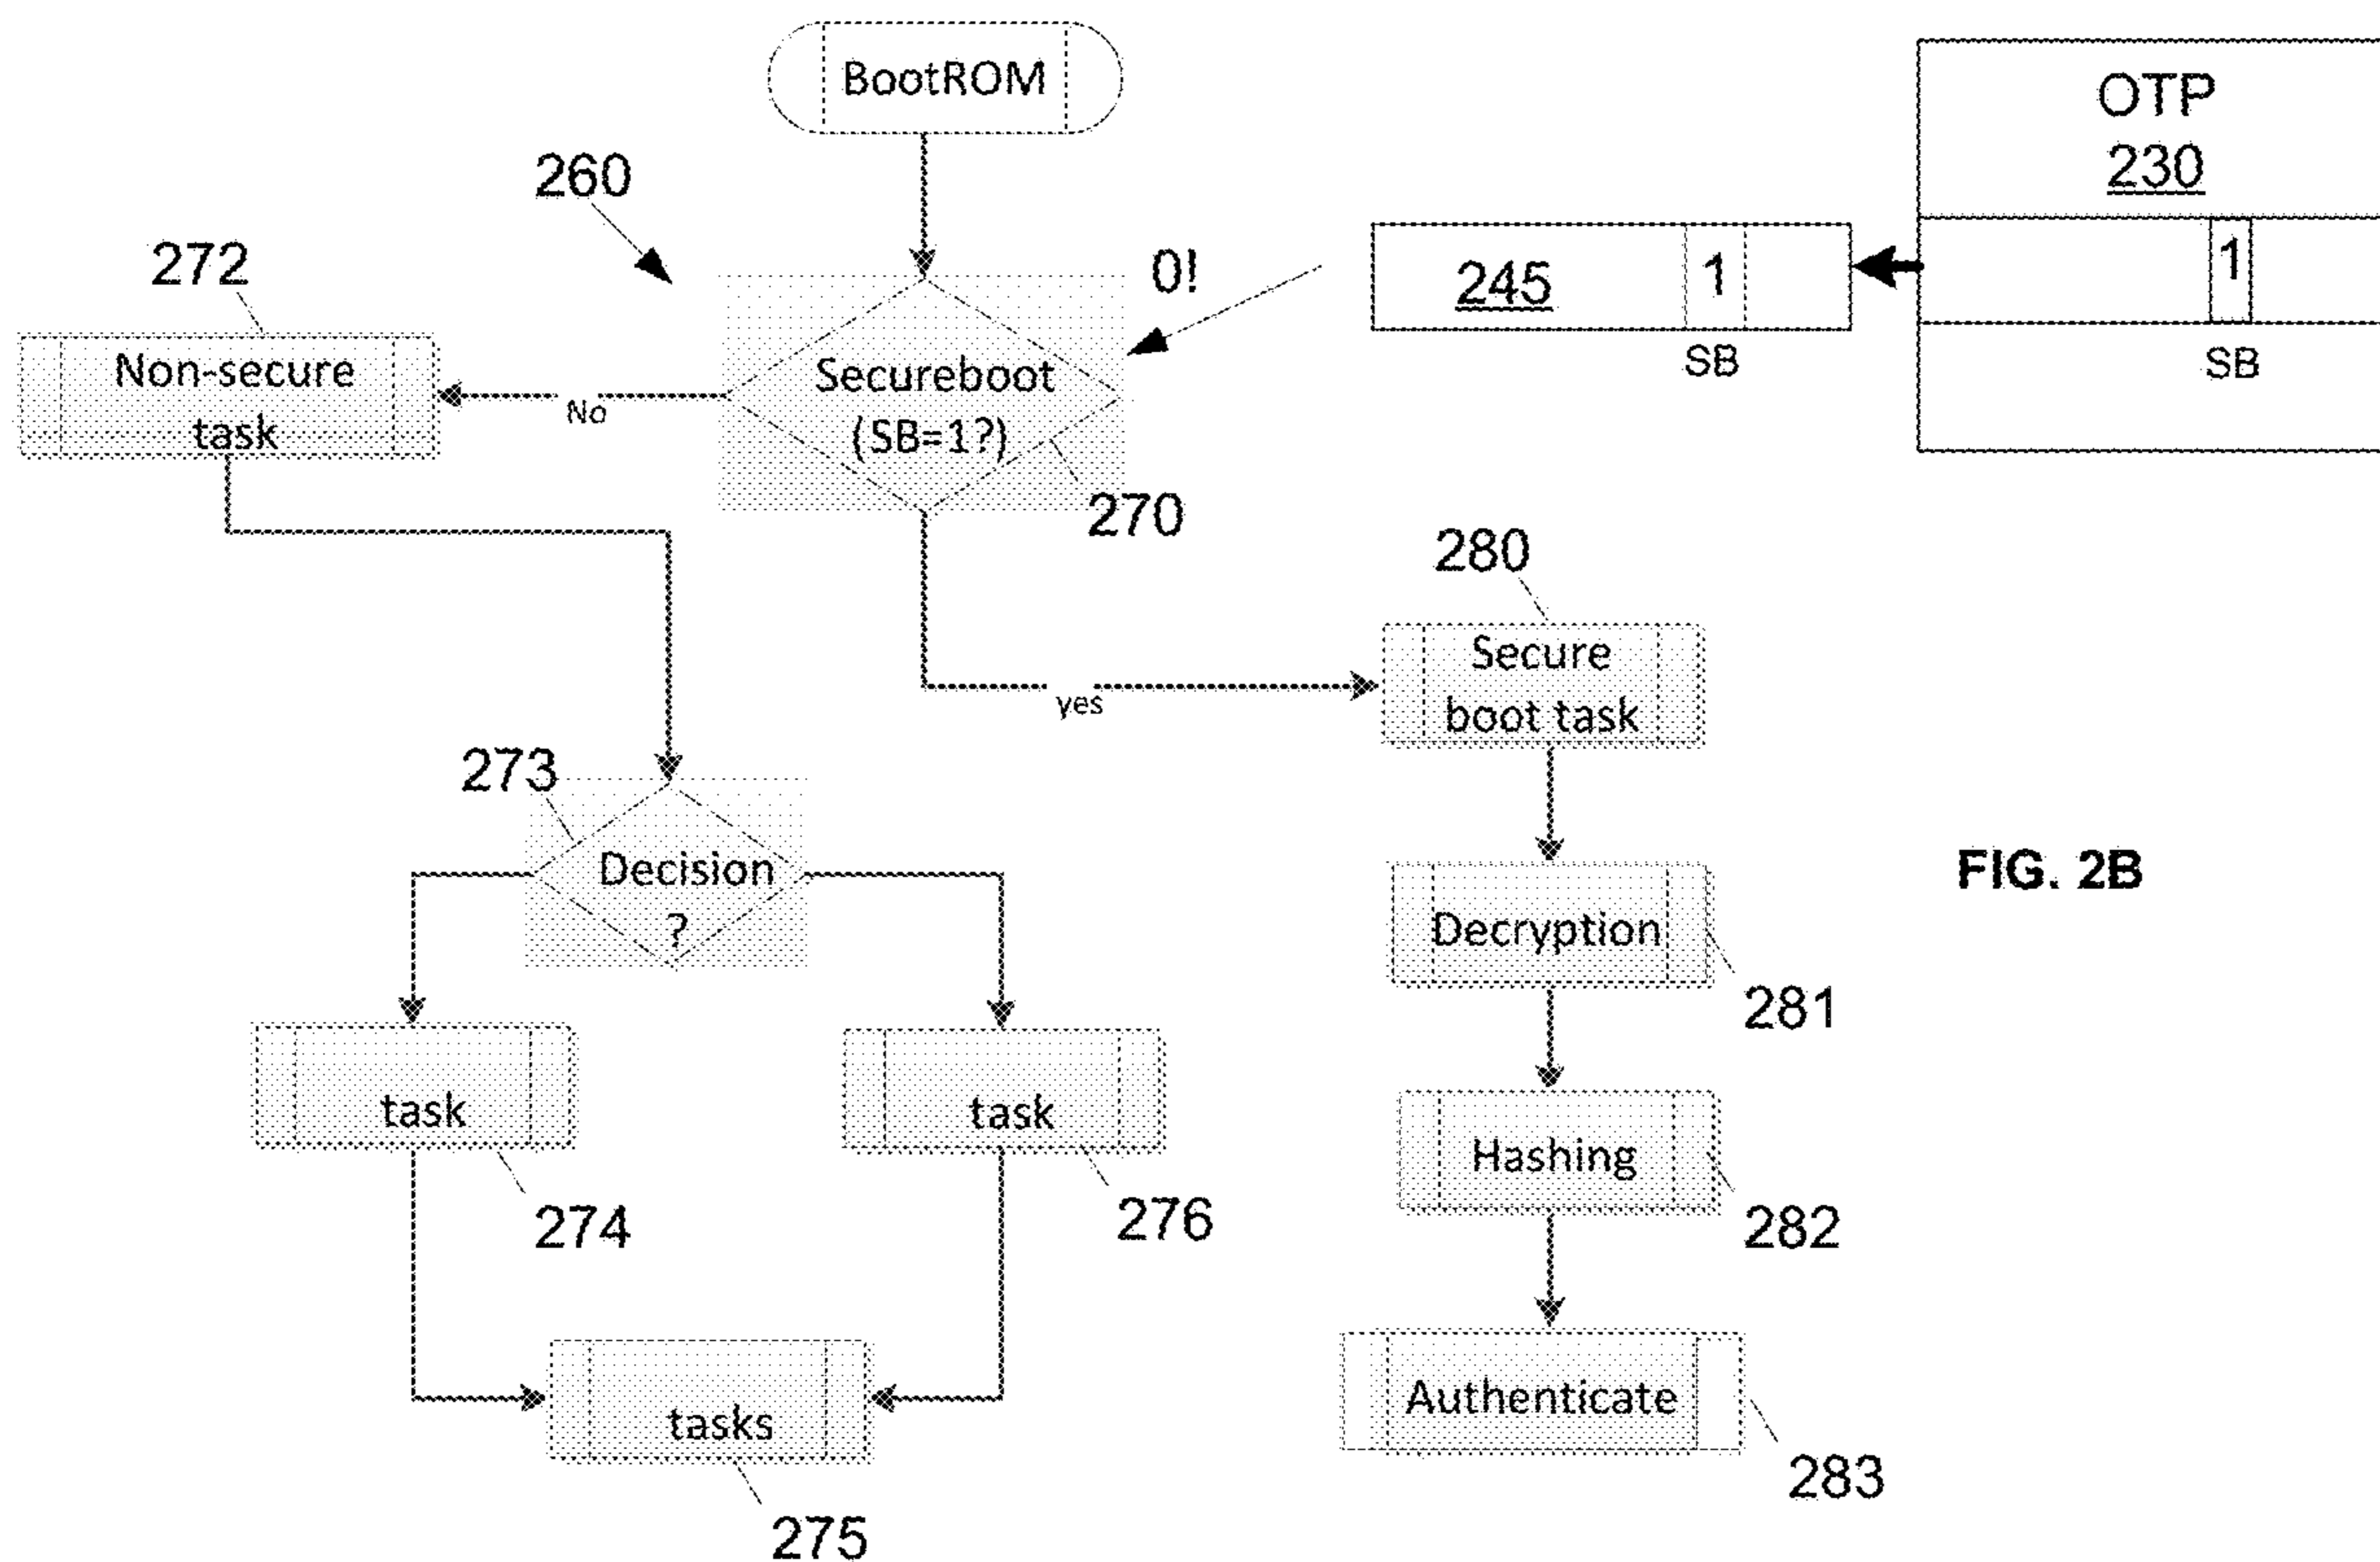 BootROM
OTP
230
260
0!
245
1
1
SB
SB
272
Non-secure
task
No
Secureboot
(SB=1?)
270
280
Secure
boot task
yes
273
Decision
?
Decryption
281
FIG. 2B
task
274
task
276
Hashing
282
tasks
275
Authenticate
283